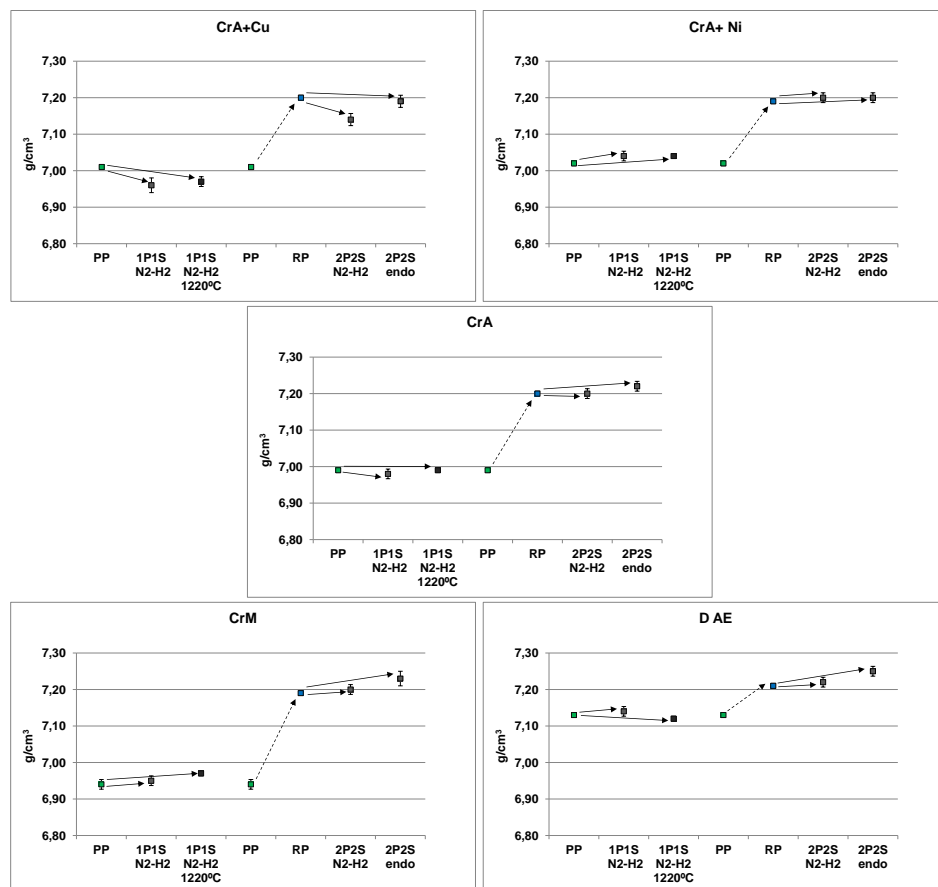 CrA+Cu
7,30
7,20
7,10
7,00
6,90
6,80
g/cm³
PP 1P1S 1P1S PP RP 2P2S 2P2S
N2-H2 N2-H2 N2-H2 endo
1220ºC
CrA+ Ni
7,30
7,20
7,10
7,00
6,90
6,80
g/cm³
PP 1P1S 1P1S PP RP 2P2S 2P2S
N2-H2 N2-H2 N2-H2 endo
1220ºC
CrA
7,30
7,20
7,10
7,00
6,90
6,80
g/cm³
PP 1P1S 1P1S PP RP 2P2S 2P2S
N2-H2 N2-H2 N2-H2 endo
1220ºC
CrM
7,30
7,20
7,10
7,00
6,90
6,80
g/cm³
PP 1P1S 1P1S PP RP 2P2S 2P2S
N2-H2 N2-H2 N2-H2 endo
1220ºC
D AE
7,30
7,20
7,10
7,00
6,90
6,80
g/cm³
PP 1P1S 1P1S PP RP 2P2S 2P2S
N2-H2 N2-H2 N2-H2 endo
1220ºC